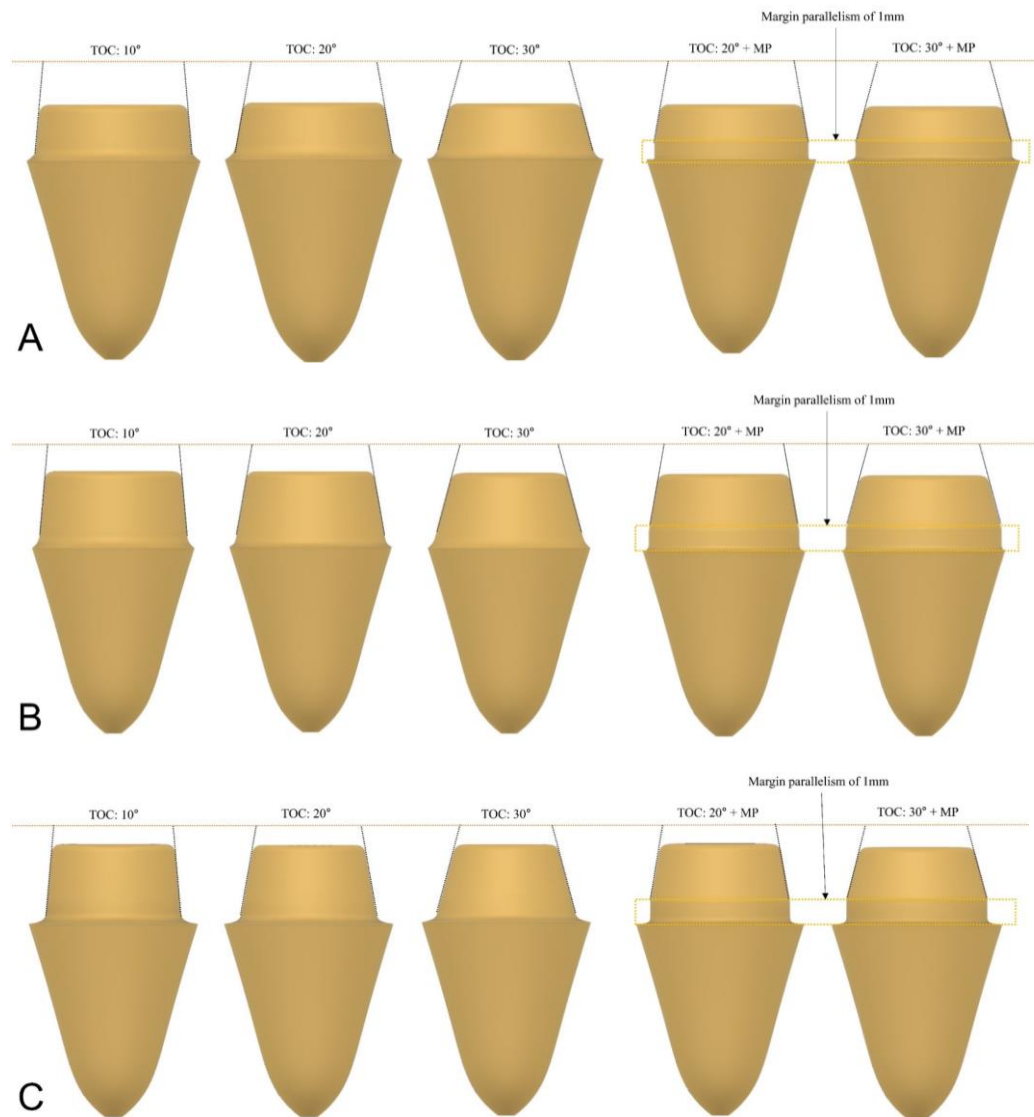 Margin parallelism of 1mm
TOC: 10° TOC: 20° TOC: 30° TOC: 20° + MP TOC: 30° + MP
A
Margin parallelism of 1mm
TOC: 10° TOC: 20° TOC: 30° TOC: 20° + MP TOC: 30° + MP
B
Margin parallelism of 1mm
TOC: 10° TOC: 20° TOC: 30° TOC: 20° + MP TOC: 30° + MP
C